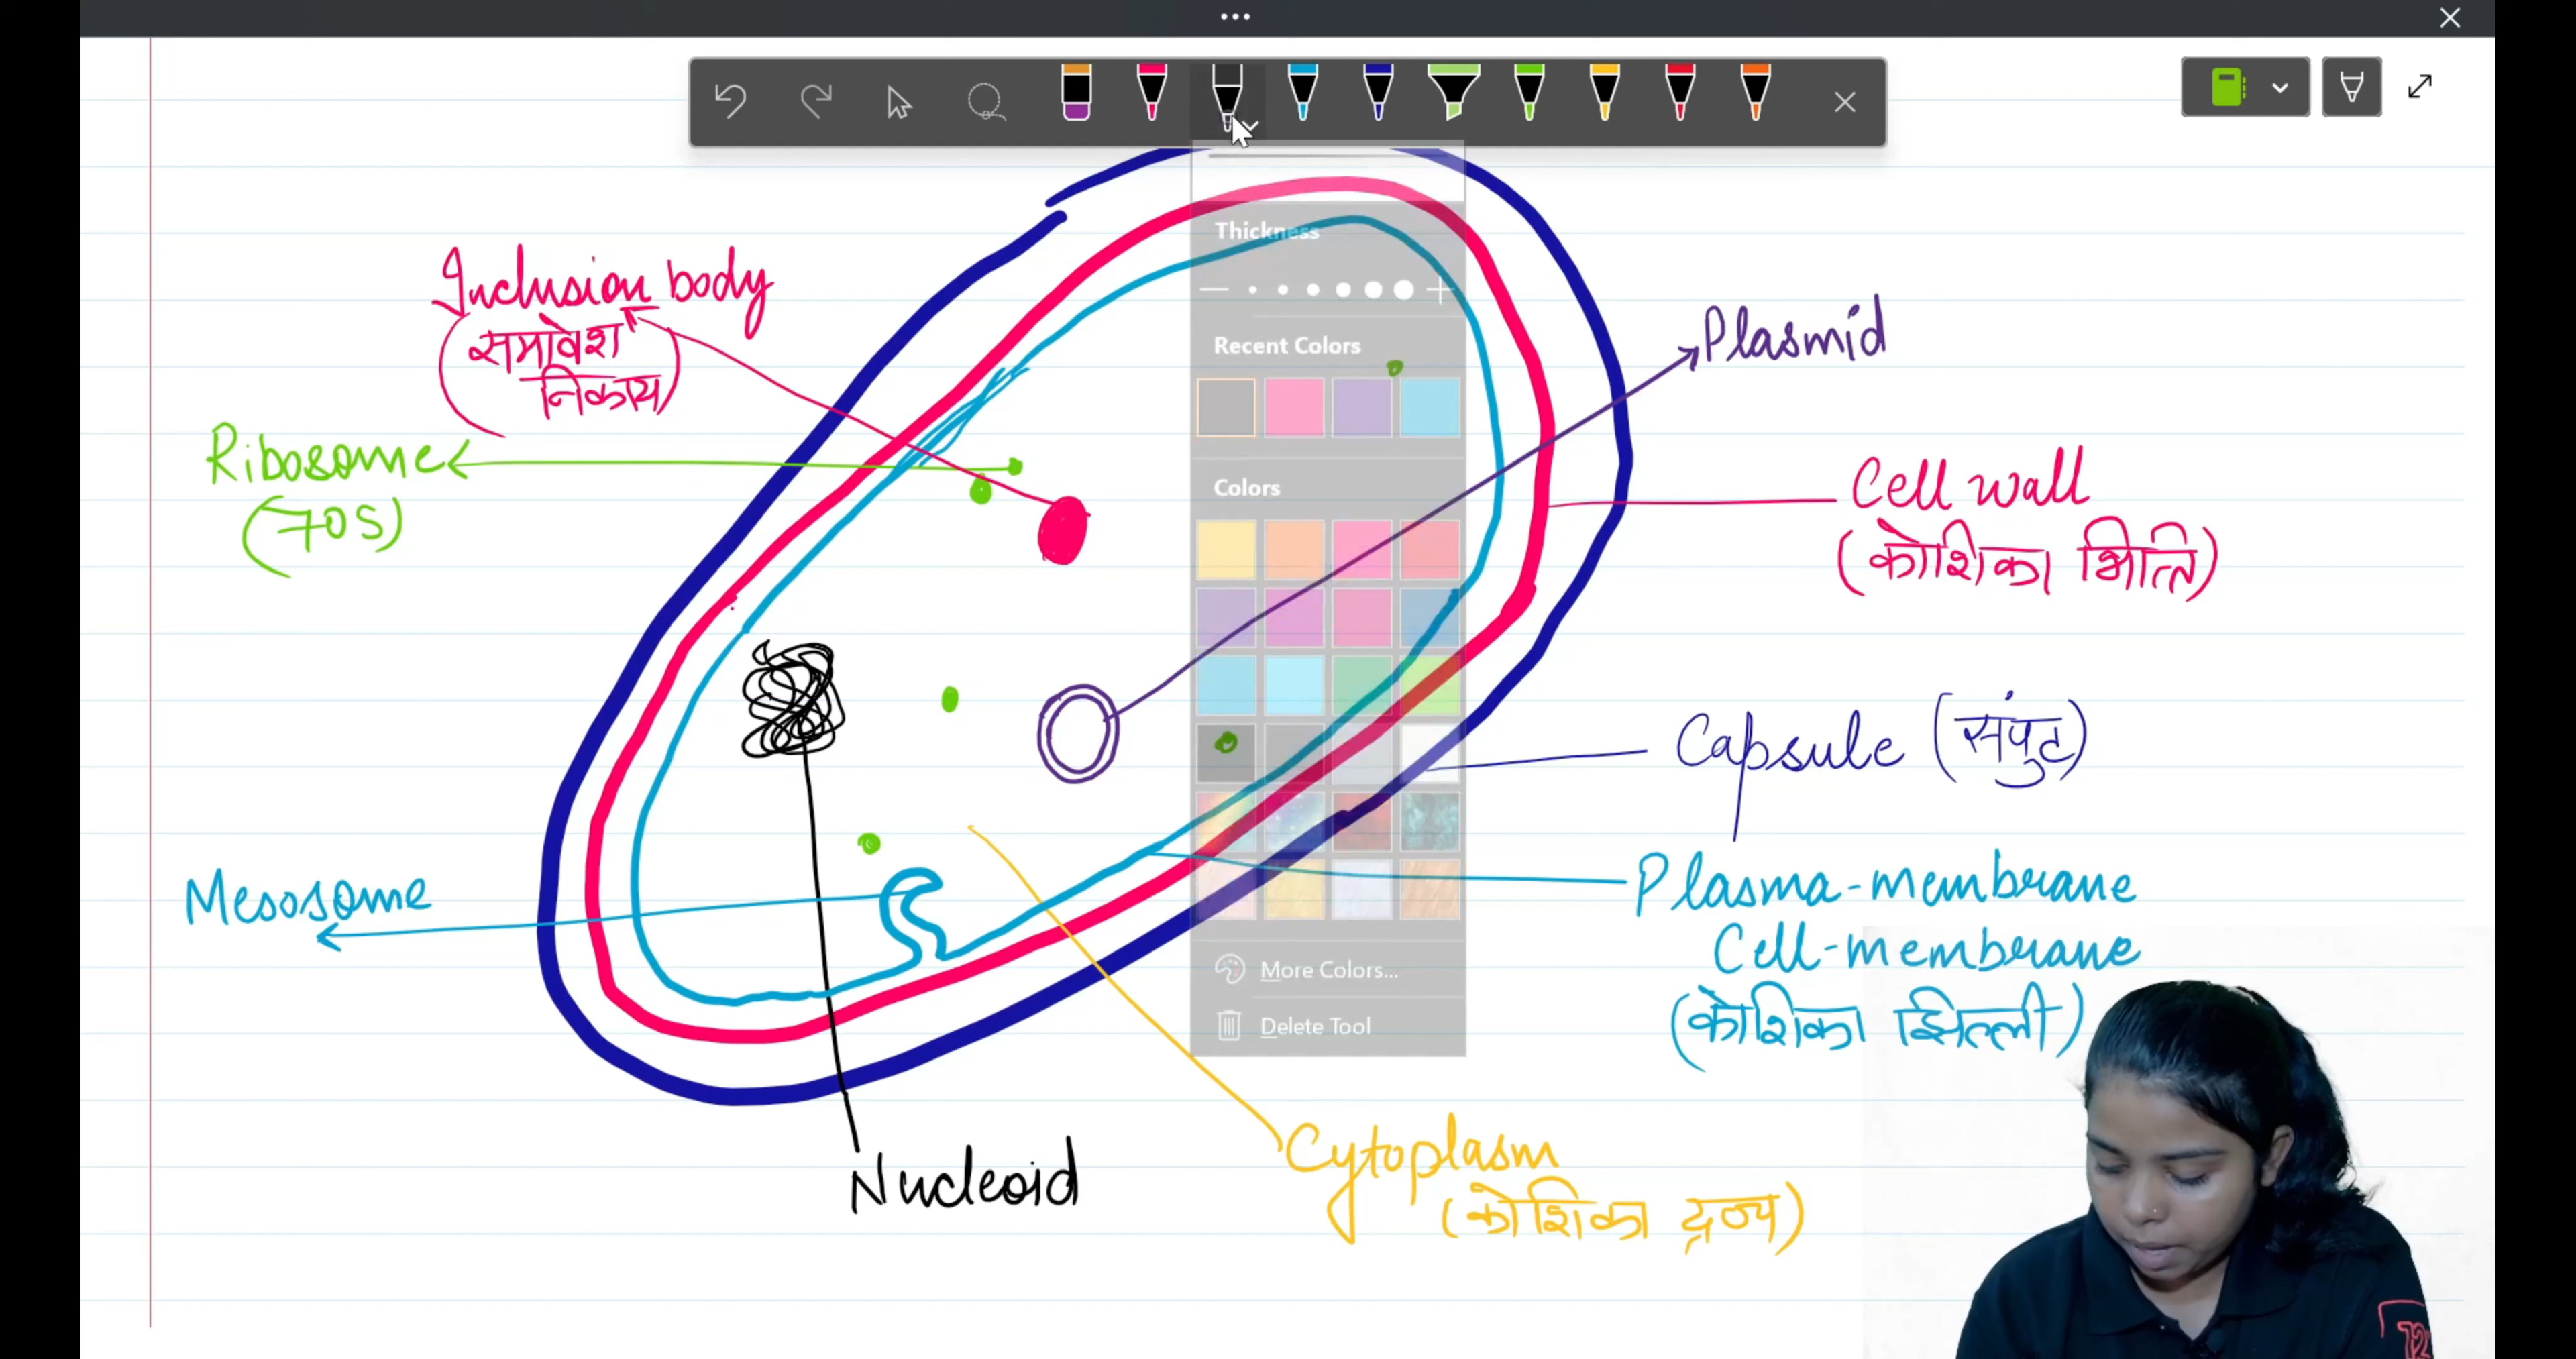 Thickness
Recent Colors
Colors
More Colors...
Delete Tool
Inclusion body
(समावेश
निकाय)
Ribosome
(70S)
Mesosome
Nucleoid
Plasmid
Cell wall
(कोशिका भित्ति)
Capsule (संपुट)
Plasma-membrane
Cell-membrane
(कोशिका झिल्ली)
Cytoplasm
(कोशिका द्रव्य)